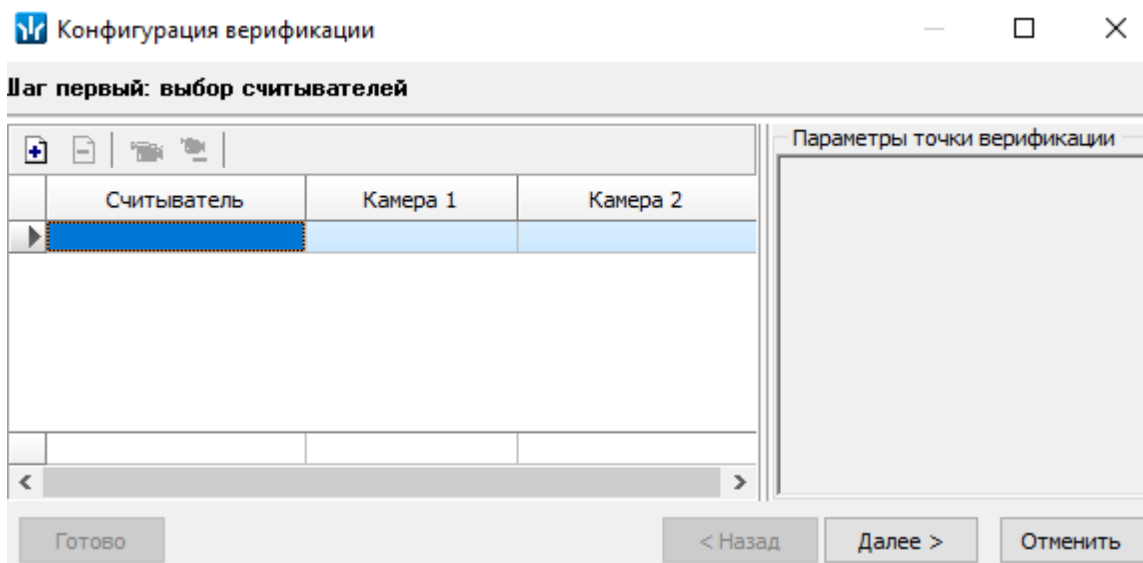 Конфигурация верификации
Шаг первый: выбор считывателей
Параметры точки верификации
Считыватель Камера 1 Камера 2
Готово < Назад Далее > Отменить